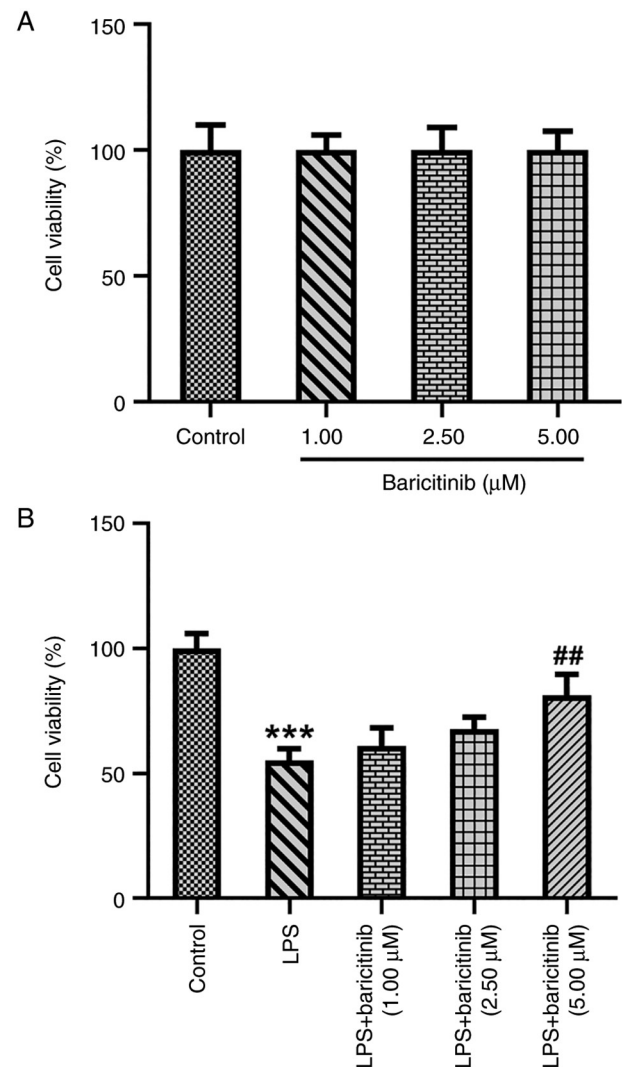 A
150
100
50
0
Cell viability (%)
Control 1.00 2.50 5.00
Baricitinib (μM)
B
150
100
50
0
Cell viability (%)
***
##
Control
LPS
LPS+baricitinib
(1.00 μM)
LPS+baricitinib
(2.50 μM)
LPS+baricitinib
(5.00 μM)